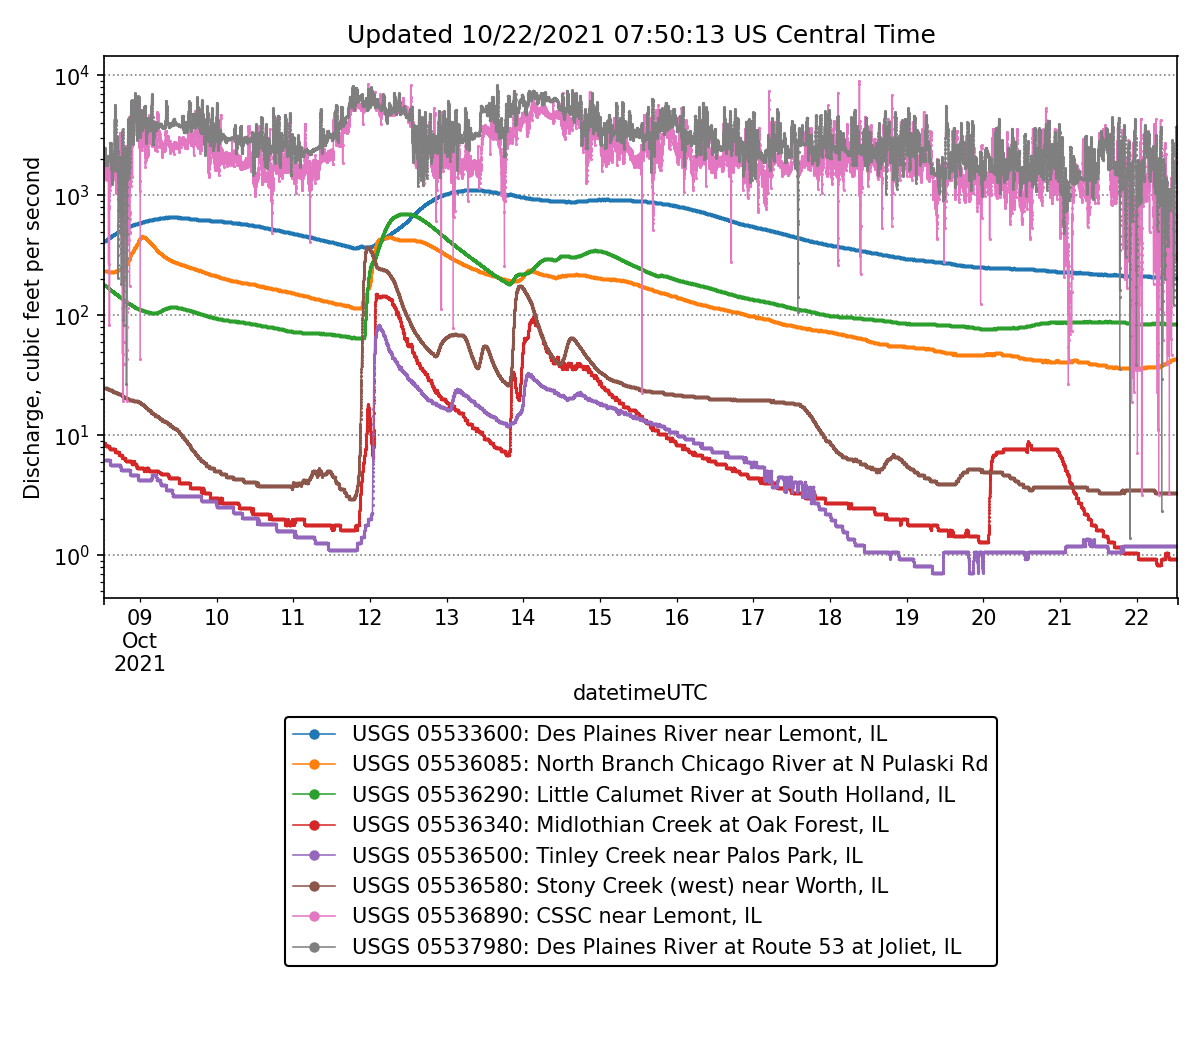 Updated 10/22/2021 07:50:13 US Central Time
Discharge, cubic feet per second
10⁴
10³
10²
10¹
10⁰
09 10 11 12 13 14 15 16 17 18 19 20 21 22
Oct
2021
datetimeUTC
USGS 05533600: Des Plaines River near Lemont, IL
USGS 05536085: North Branch Chicago River at N Pulaski Rd
USGS 05536290: Little Calumet River at South Holland, IL
USGS 05536340: Midlothian Creek at Oak Forest, IL
USGS 05536500: Tinley Creek near Palos Park, IL
USGS 05536580: Stony Creek (west) near Worth, IL
USGS 05536890: CSSC near Lemont, IL
USGS 05537980: Des Plaines River at Route 53 at Joliet, IL